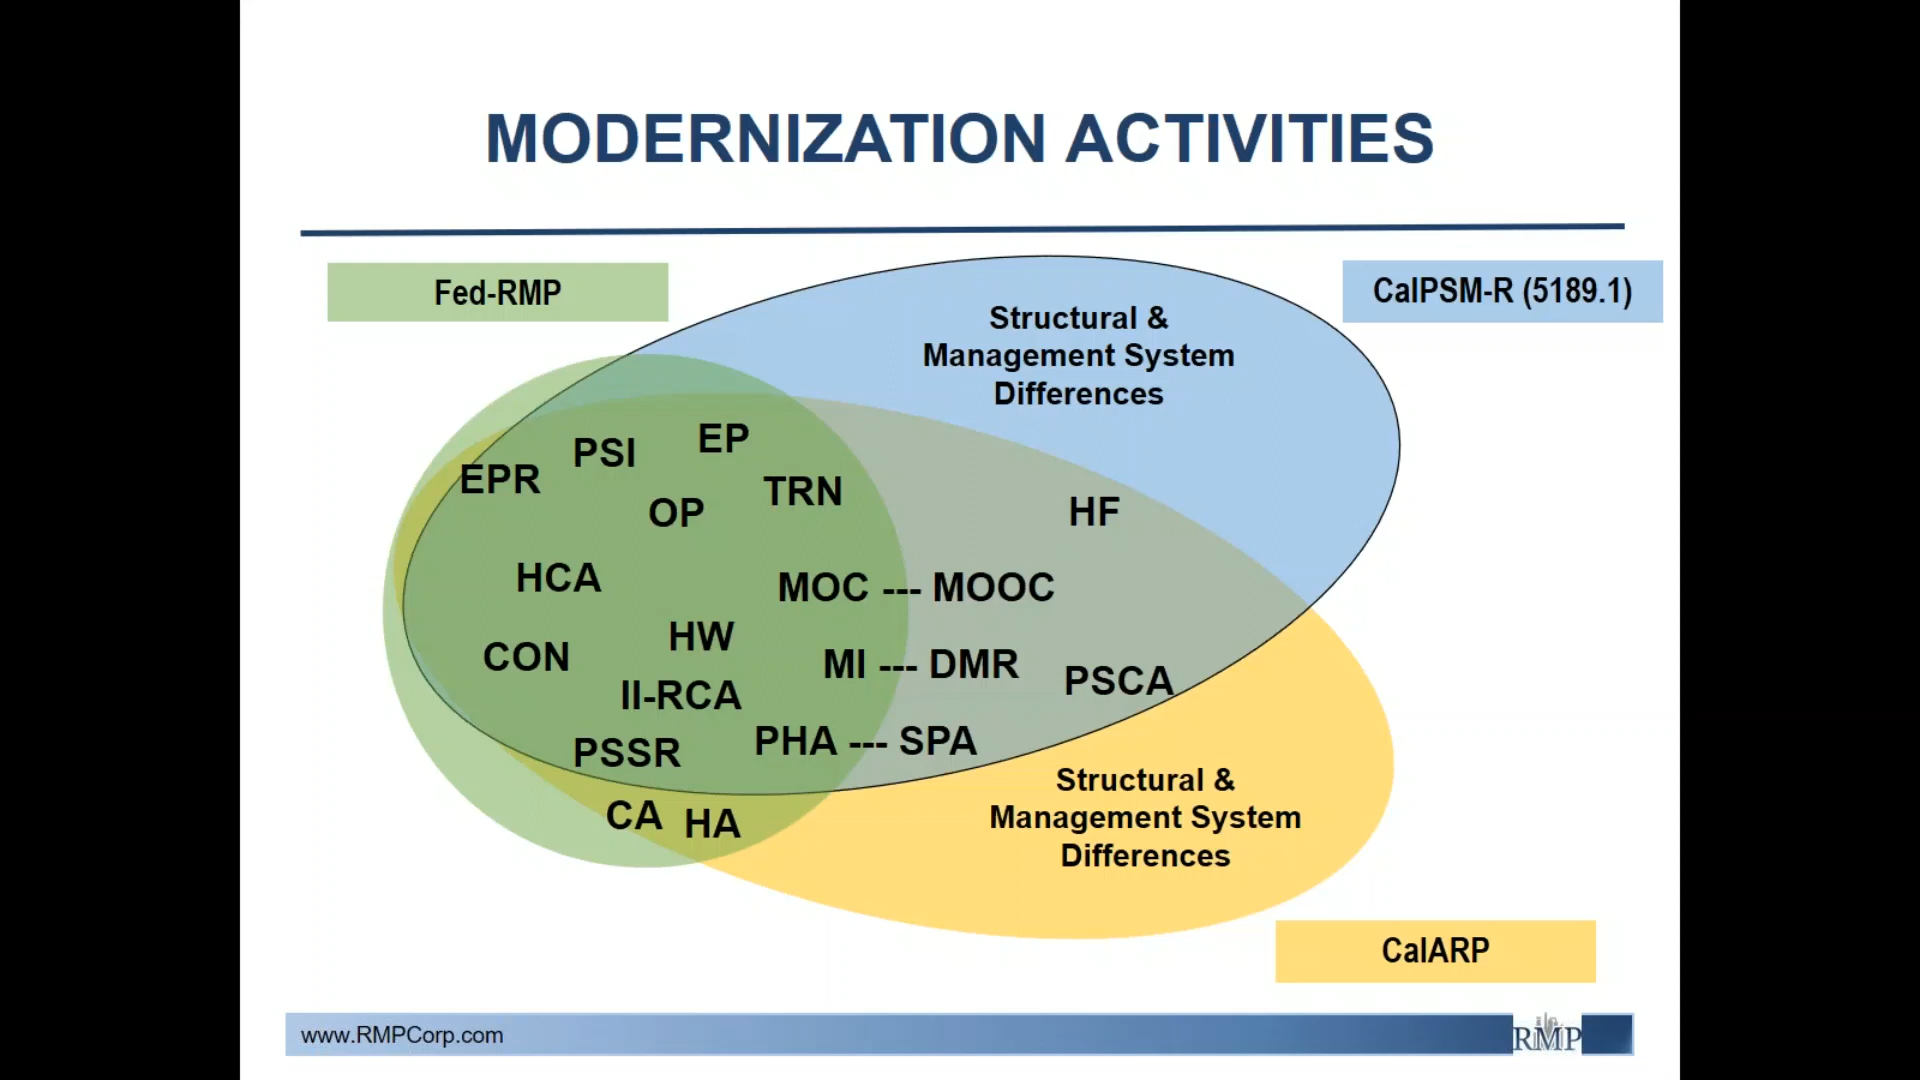 MODERNIZATION ACTIVITIES
Fed-RMP
CalPSM-R (5189.1)
Structural &
Management System
Differences
EP
PSI
EPR
TRN
OP
HF
HCA
MOC --- MOOC
HW
CON
MI --- DMR
PSCA
II-RCA
PHA --- SPA
PSSR
CA
HA
Structural &
Management System
Differences
CalARP
www.RMPCorp.com
RMP